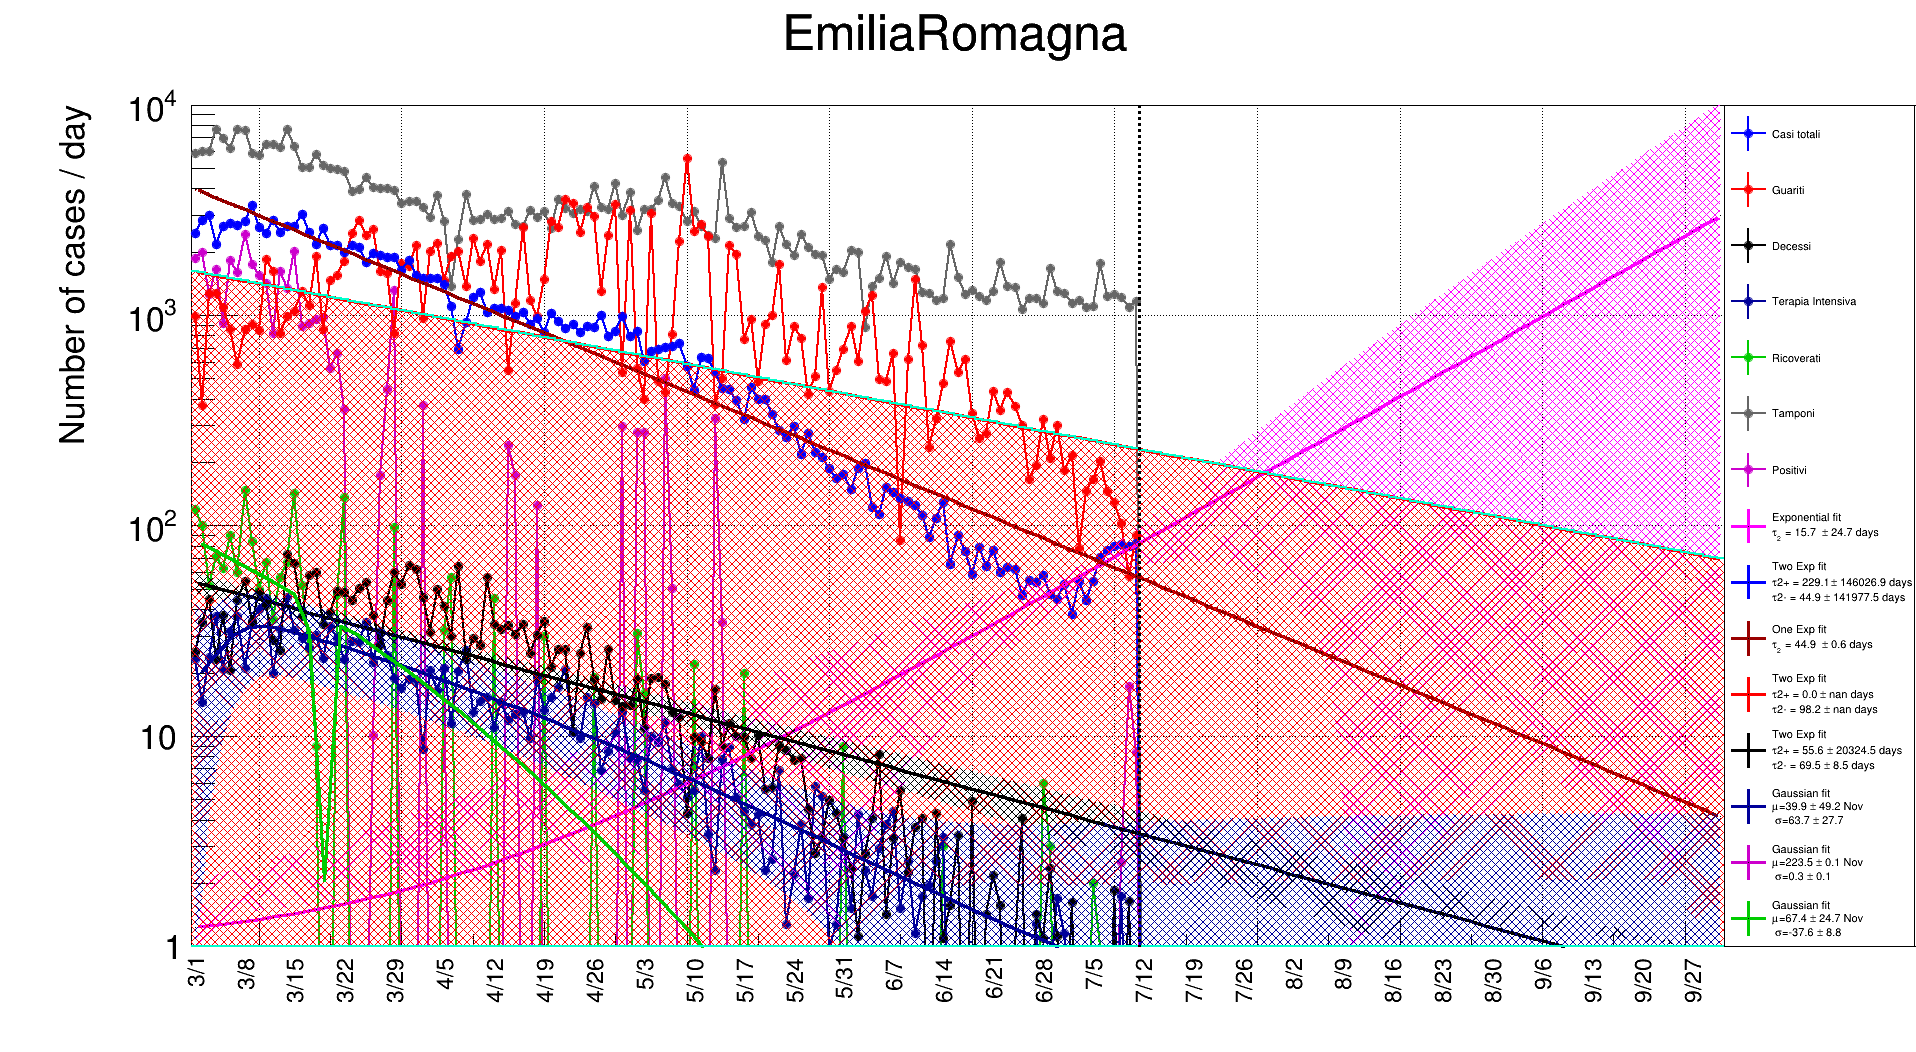 EmiliaRomagna
Number of cases / day
10^4
10^3
10^2
10
1
3/1
3/8
3/15
3/22
3/29
4/5
4/12
4/19
4/26
5/3
5/10
5/17
5/24
5/31
6/7
6/14
6/21
6/28
7/5
7/12
7/19
7/26
8/2
8/9
8/16
8/23
8/30
9/6
9/13
9/20
9/27
Casi totali
Guariti
Decessi
Terapia Intensiva
Ricoverati
Tamponi
Positivi
Exponential fit
τ_2 = 15.7 ± 24.7 days
Two Exp fit
τ2+ = 229.1 ± 146026.9 days
τ2- = 44.9 ± 141977.5 days
One Exp fit
τ_2 = 44.9 ± 0.6 days
Two Exp fit
τ2+ = 0.0 ± nan days
τ2- = 98.2 ± nan days
Two Exp fit
τ2+ = 55.6 ± 20324.5 days
τ2- = 69.5 ± 8.5 days
Gaussian fit
μ=39.9 ± 49.2 Nov
σ=63.7 ± 27.7
Gaussian fit
μ=223.5 ± 0.1 Nov
σ=0.3 ± 0.1
Gaussian fit
μ=67.4 ± 24.7 Nov
σ=-37.6 ± 8.8